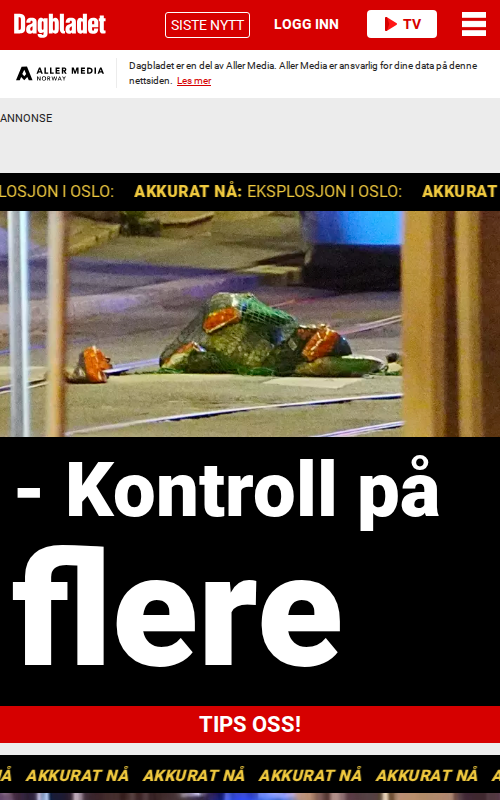 Dagbladet
SISTE NYTT
LOGG INN
TV
ALLER MEDIA
NORWAY
Dagbladet er en del av Aller Media. Aller Media er ansvarlig for dine data på denne
nettsiden. Les mer
ANNONSE
LOSJON I OSLO: AKKURAT NÅ: EKSPLOSJON I OSLO: AKKURAT
- Kontroll på
flere
TIPS OSS!
NÅ AKKURAT NÅ AKKURAT NÅ AKKURAT NÅ AKKURAT NÅ A